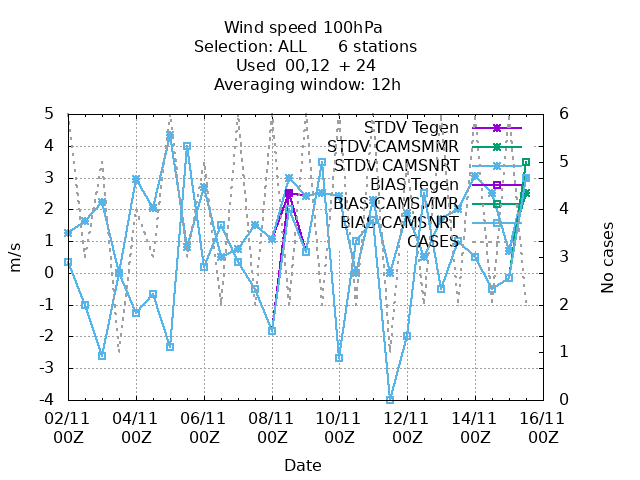 Wind speed 100hPa
Selection: ALL 6 stations
Used 00,12 + 24
Averaging window: 12h
5
4
3
2
1
0
-1
-2
-3
-4
m/s
6
5
4
3
2
1
0
No cases
STDV Tegen
STDV CAMSMMR
STDV CAMSNRT
BIAS Tegen
BIAS CAMSMMR
BIAS CAMSNRT
CASES
02/11 04/11 06/11 08/11 10/11 12/11 14/11 16/11
00Z 00Z 00Z 00Z 00Z 00Z 00Z 00Z
Date